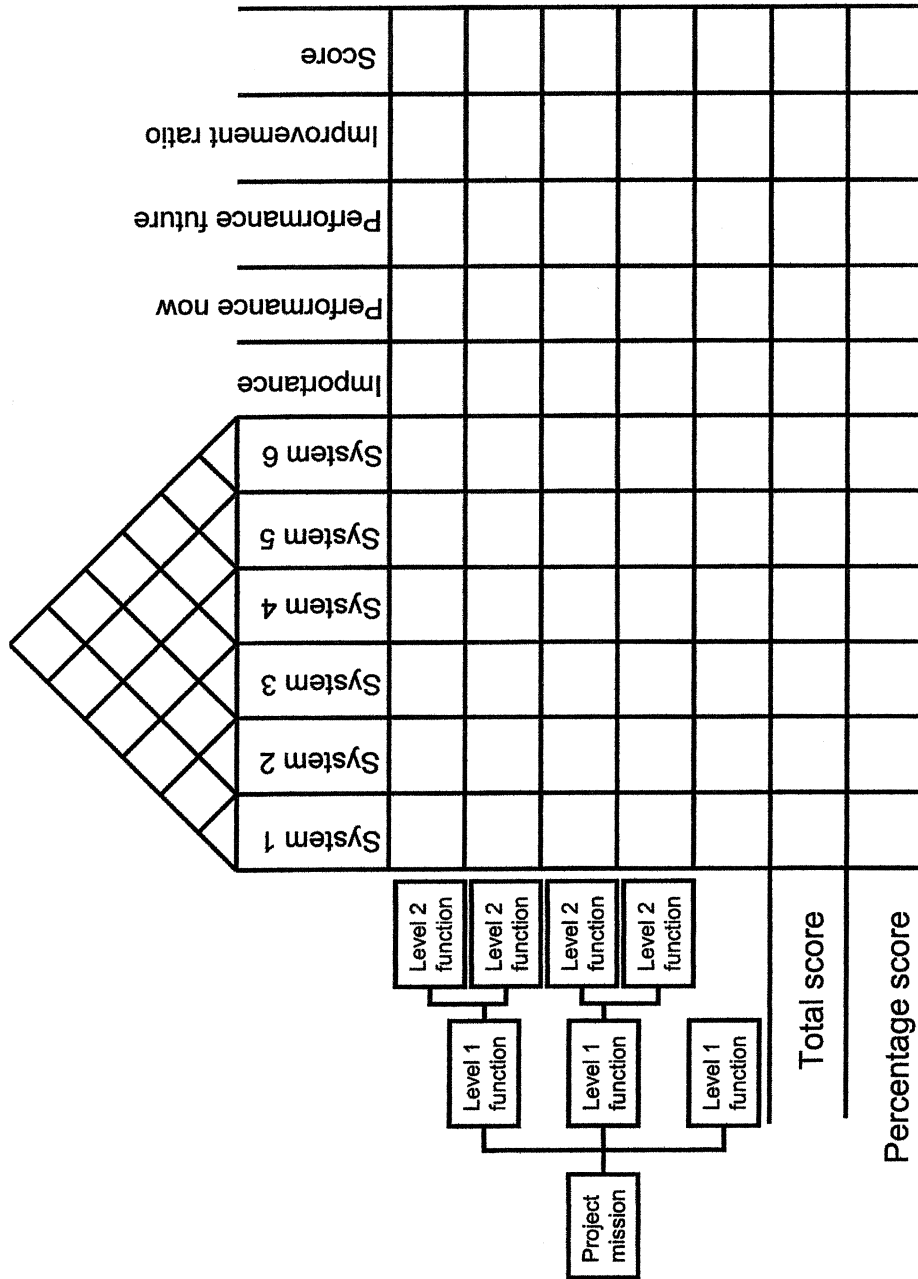 Score
Improvement ratio
Performance future
Performance now
Importance
System 6
System 5
System 4
System 3
System 2
System 1
Level 2
function
Level 2
function
Level 2
function
Level 2
function
Level 1
function
Level 1
function
Level 1
function
Project
mission
Total score
Percentage score